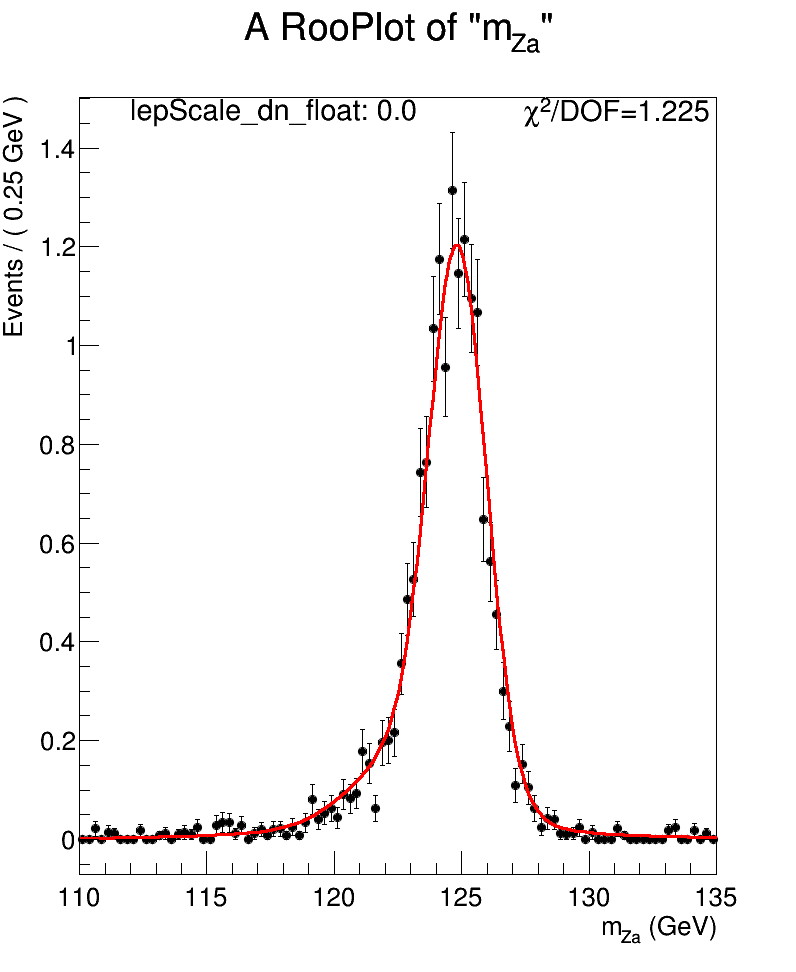 A RooPlot of "m_Za"
lepScale_dn_float: 0.0
χ²/DOF=1.225
Events / ( 0.25 GeV )
1.4
1.2
1
0.8
0.6
0.4
0.2
0
110 115 120 125 130 135
m_Za (GeV)